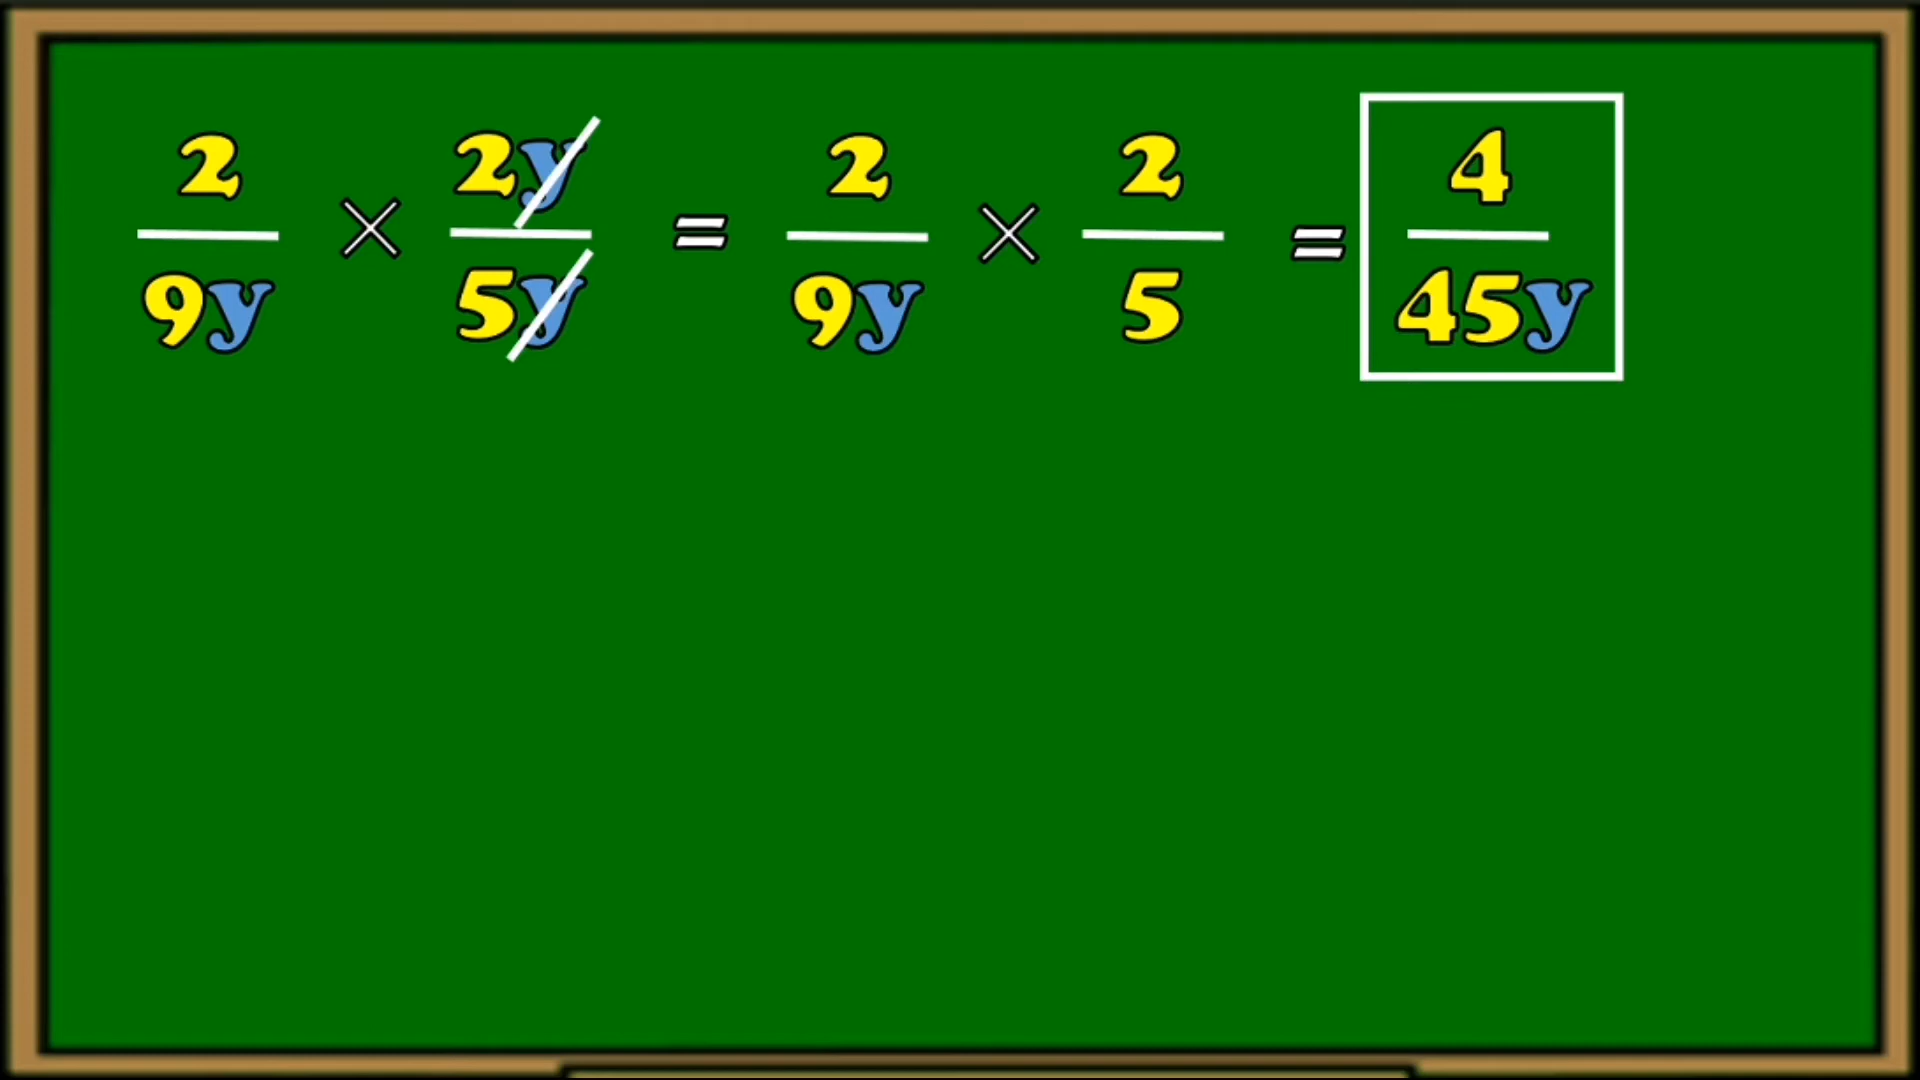 2/9y × 2y/5y = 2/9y × 2/5 = 4/45y